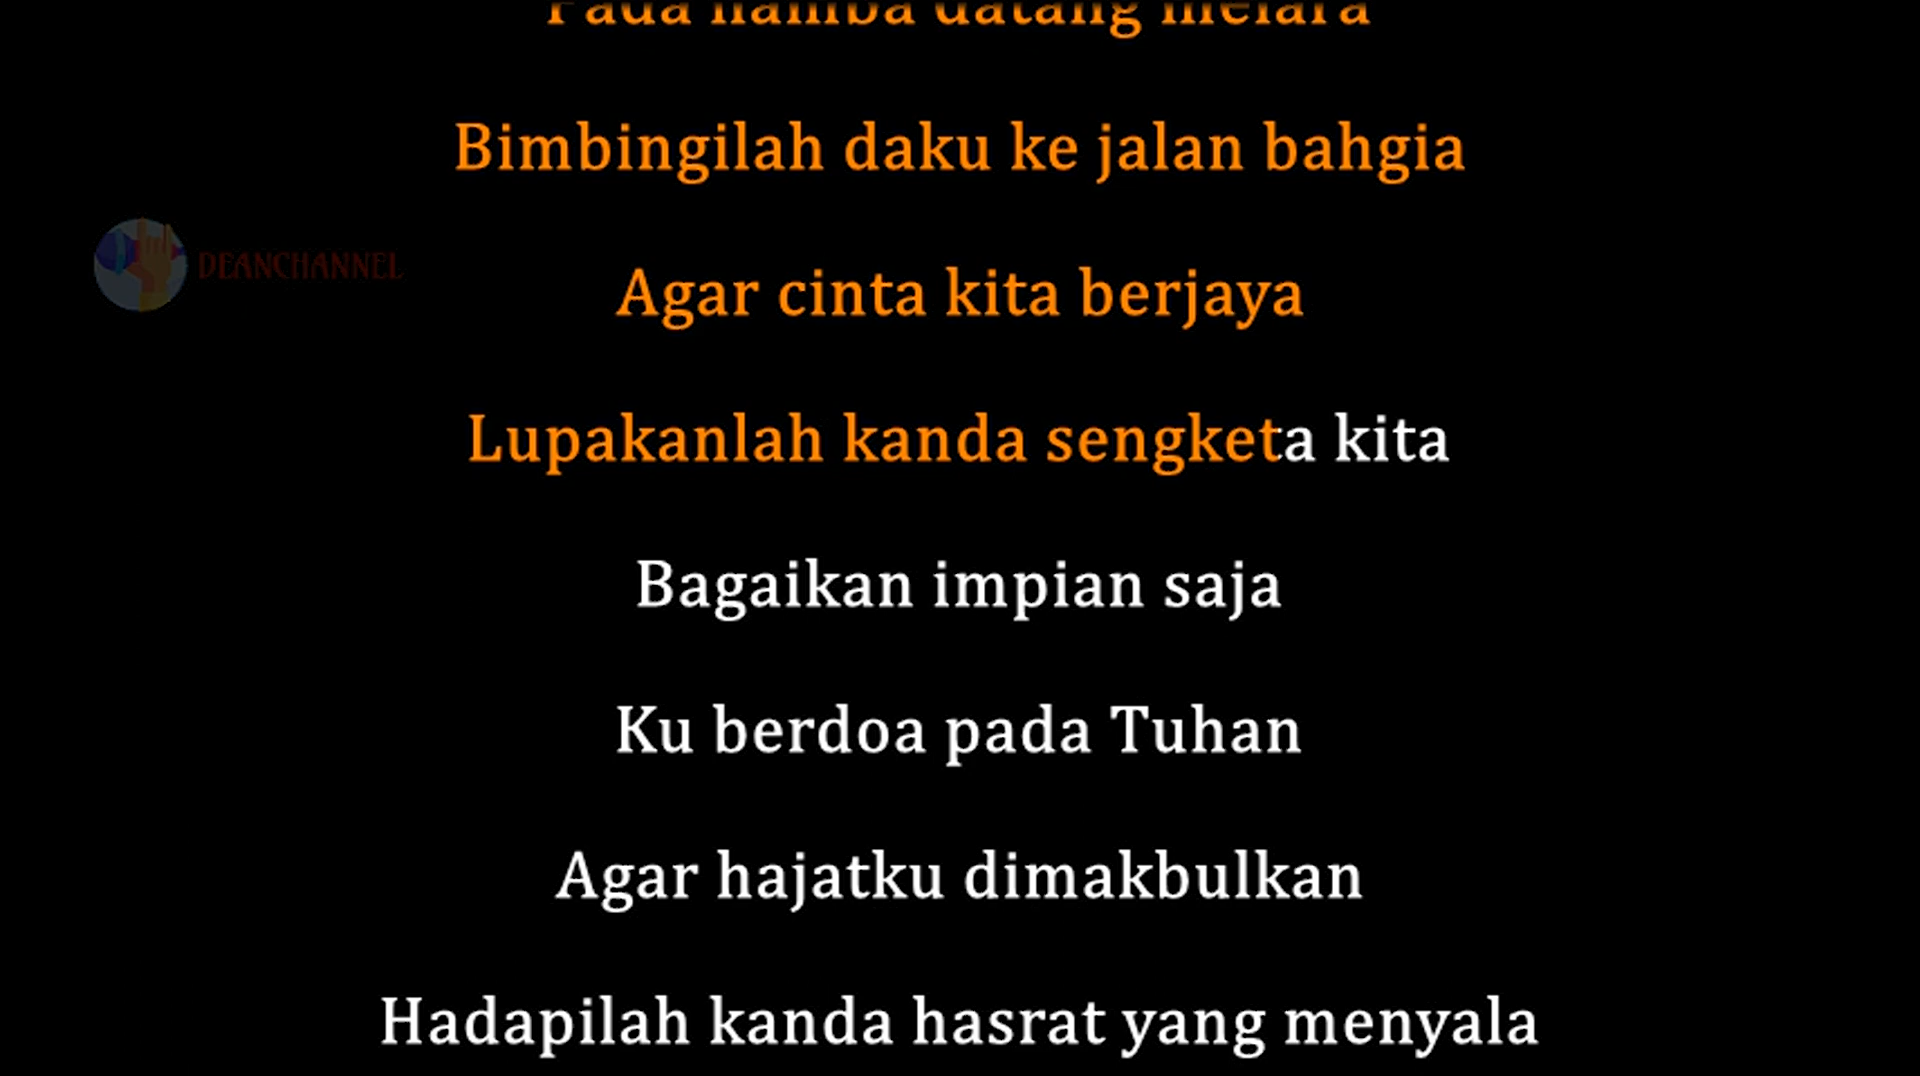 Pada hamba datang melara
Bimbingilah daku ke jalan bahgia
DEANCHANNEL
Agar cinta kita berjaya
Lupakanlah kanda sengketa kita
Bagaikan impian saja
Ku berdoa pada Tuhan
Agar hajatku dimakbulkan
Hadapilah kanda hasrat yang menyala